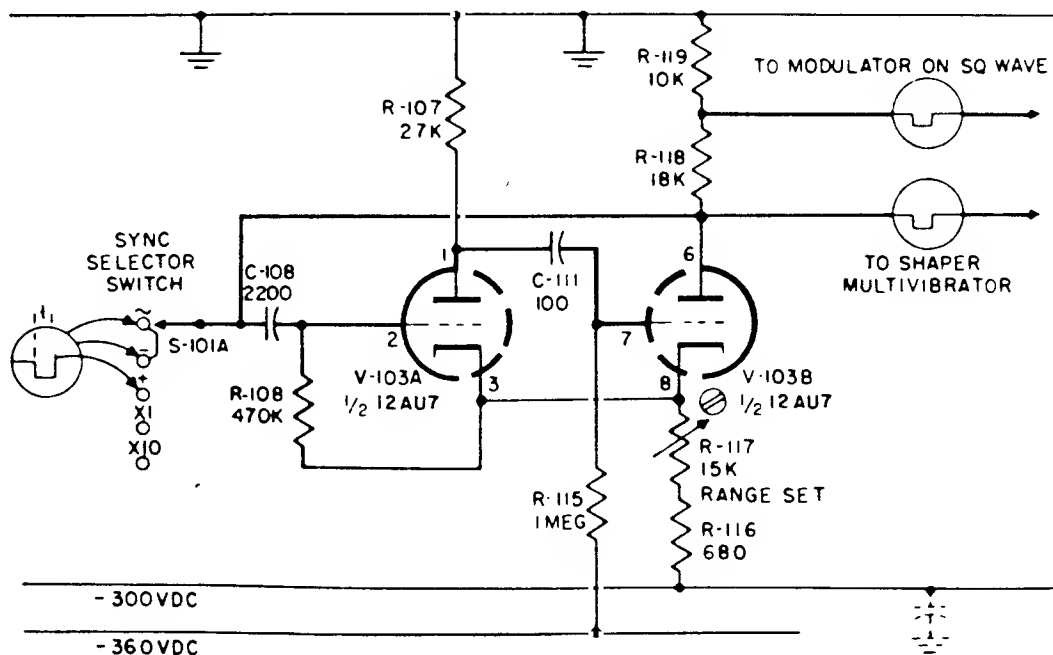 R-119
10K
TO MODULATOR ON SQ WAVE
R-107
27K
R-118
18K
SYNC
SELECTOR
SWITCH
C-108
2200
1
C-111
100
6
TO SHAPER
MULTIVIBRATOR
~
S-101A
-
+
X1
X10
2
7
V-103A
1/2 12AU7
3
8
V-103B
1/2 12AU7
R-108
470K
R-117
15K
RANGE SET
R-115
1MEG
R-116
680
-300VDC
-360VDC